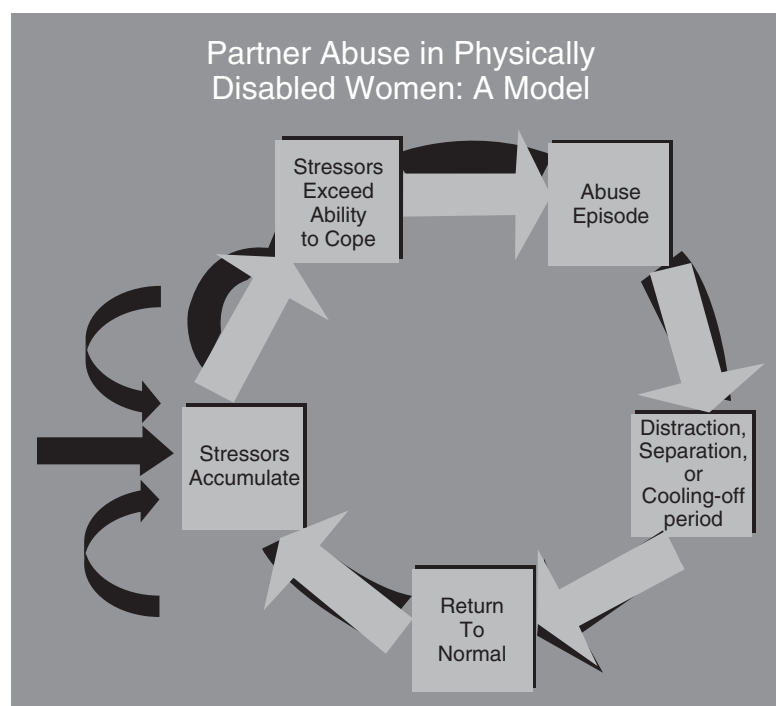 Partner Abuse in Physically
Disabled Women: A Model
Stressors
Exceed
Ability
to Cope
Abuse
Episode
Distraction,
Separation,
or
Cooling-off
period
Return
To
Normal
Stressors
Accumulate